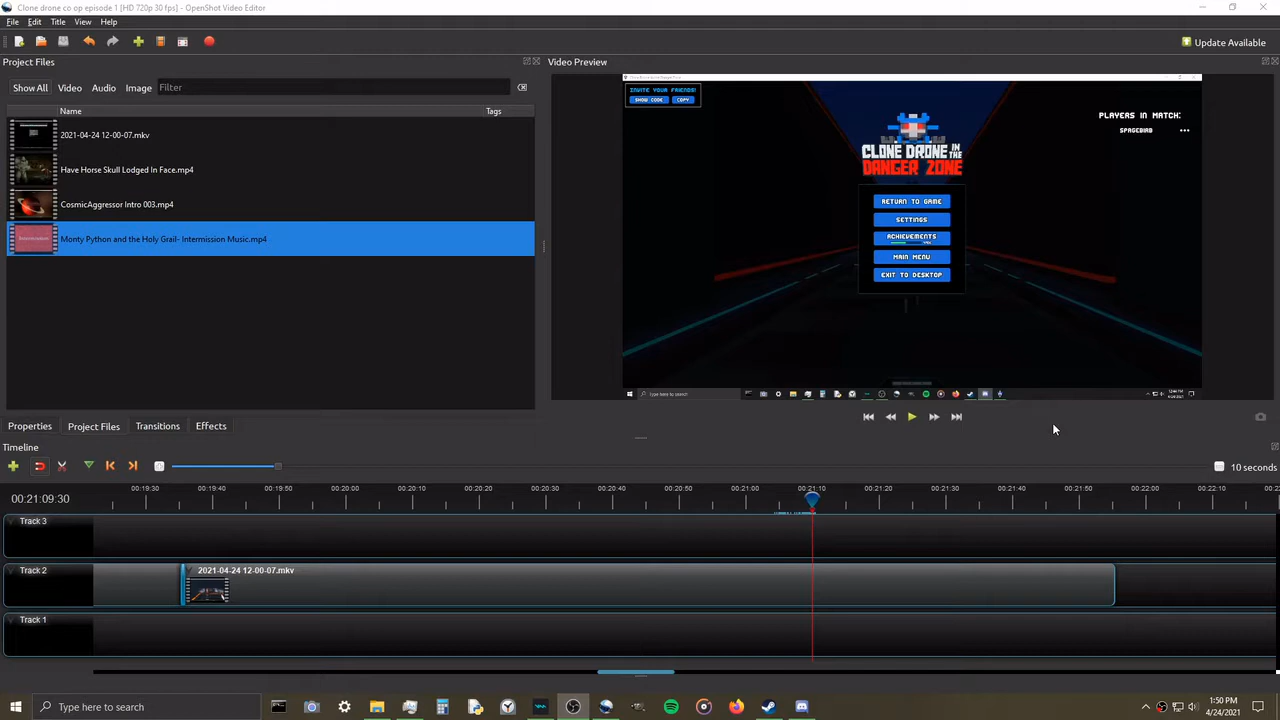 Clone drone co op episode 1 [HD 720p 30 fps] - OpenShot Video Editor
File Edit Title View Help
Update Available
Project Files
Video Preview
Show All Video Audio Image Filter
Name Tags
2021-04-24 12-00-07.mkv
Have Horse Skull Lodged In Face.mp4
CosmicAggressor Intro 003.mp4
Monty Python and the Holy Grail- Intermission Music.mp4
INVITE YOUR FRIENDS!
SHOW CODE COPY
PLAYERS IN MATCH:
SPAGEBIRD
CLONE DRONE IN THE
DANGER ZONE
RETURN TO GAME
SETTINGS
ACHIEVEMENTS
MAIN MENU
EXIT TO DESKTOP
Type here to search
Properties Project Files Transitions Effects
Timeline
10 seconds
00:21:09:30
00:19:30 00:19:40 00:19:50 00:20:00 00:20:10 00:20:20 00:20:30 00:20:40 00:20:50 00:21:00 00:21:10 00:21:20 00:21:30 00:21:40 00:21:50 00:22:00 00:22:10
Track 3
Track 2
2021-04-24 12-00-07.mkv
Track 1
Type here to search
1:50 PM
4/24/2021